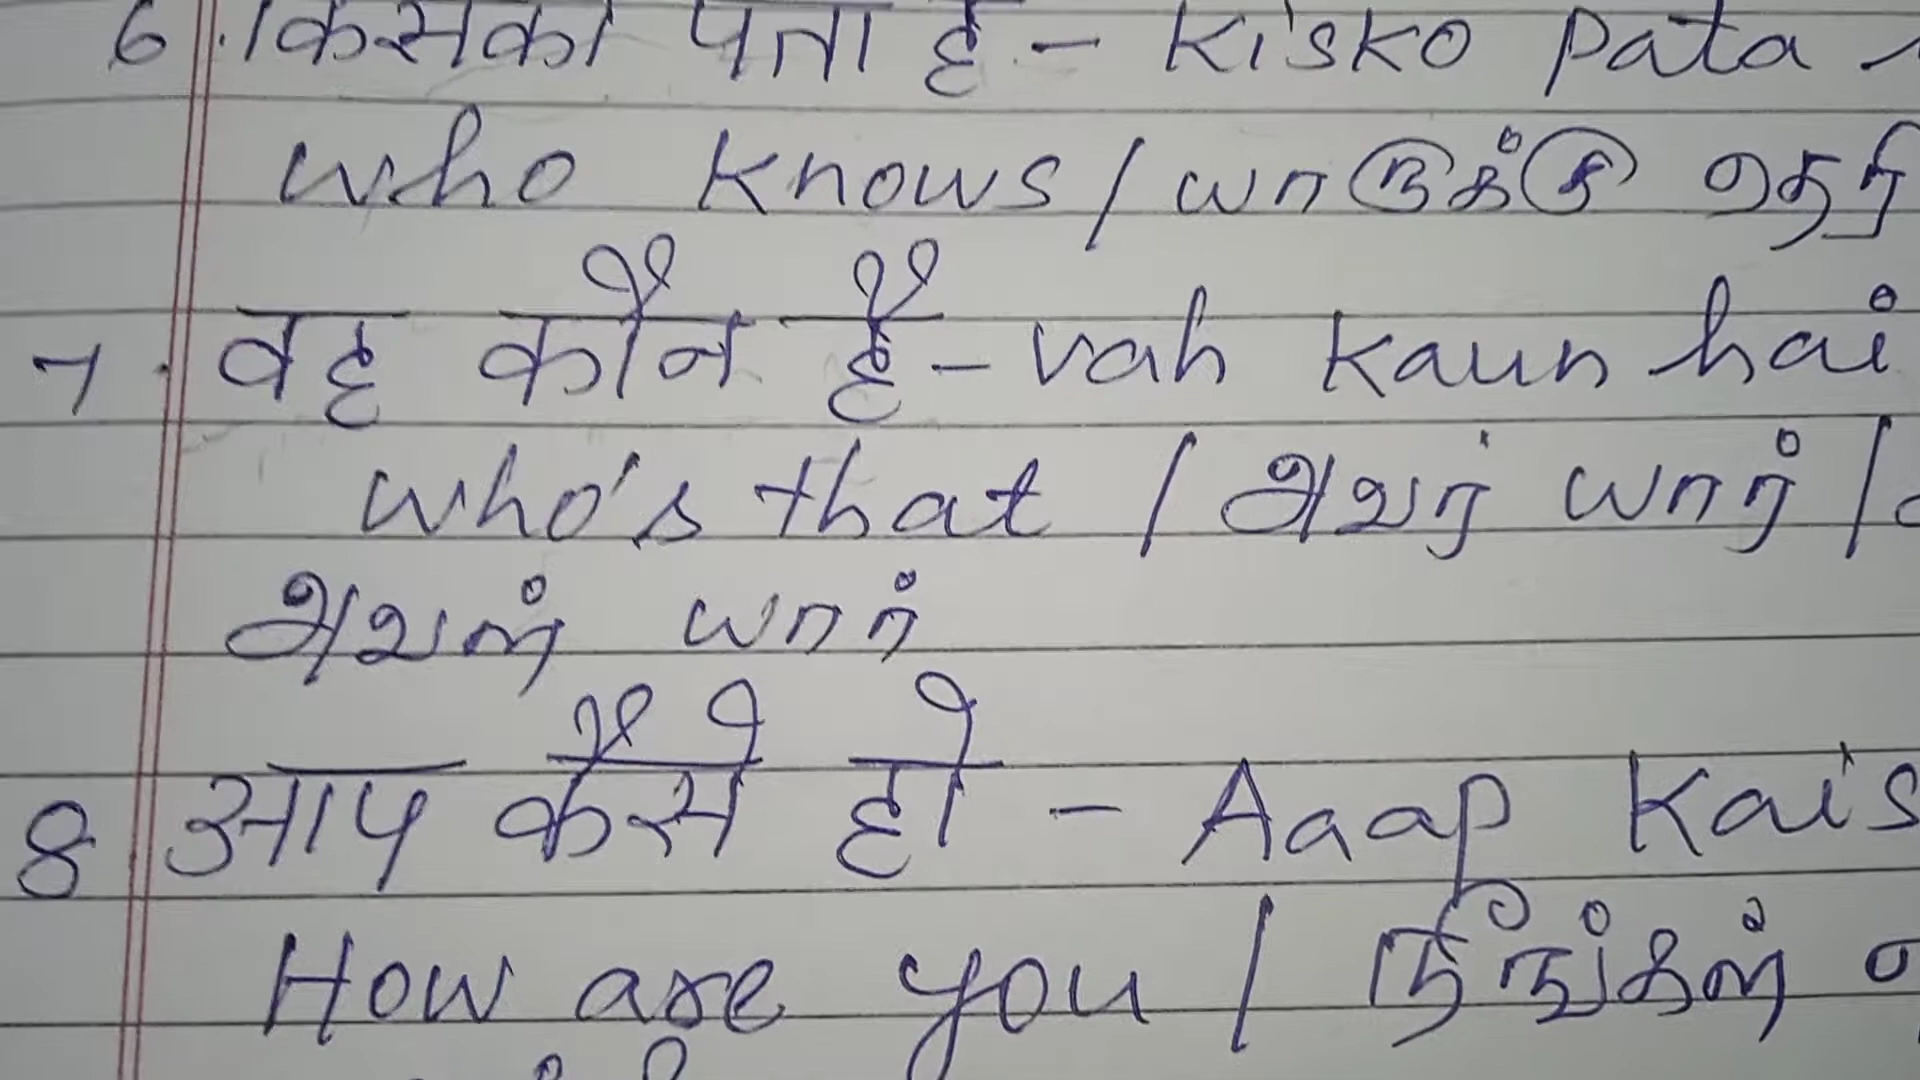 6. किसको पता है - Kisko pata
who knows / யாருக்கு தெரி
7. वह कौन है - vah kaun hai
who's that / அவர் யார் /
அவள் யார்
8 आप कैसे हो - Aaap Kais
How are you / நீங்கள்